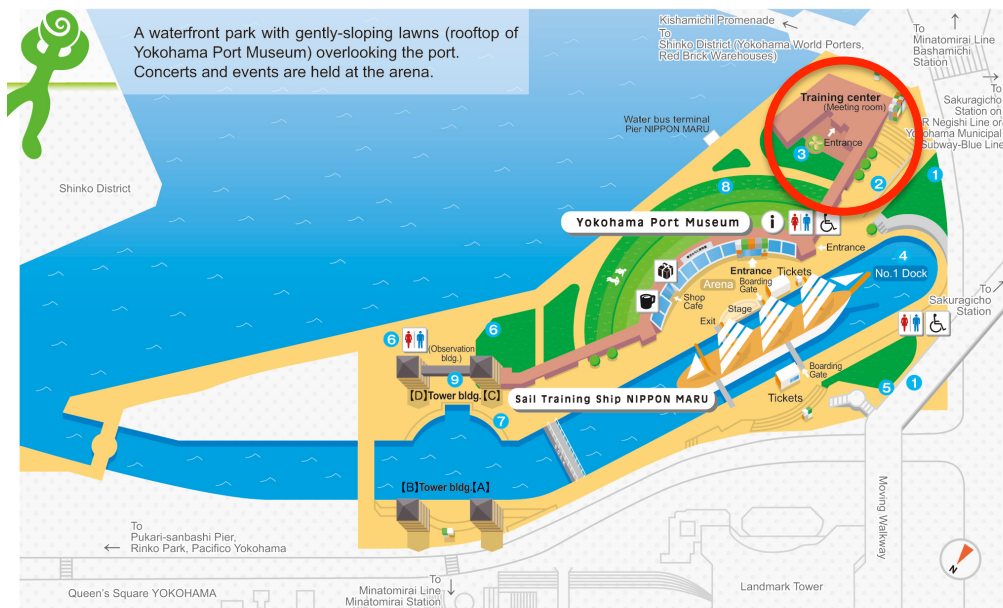 A waterfront park with gently-sloping lawns (rooftop of
Yokohama Port Museum) overlooking the port.
Concerts and events are held at the arena.
Kishamichi Promenade
To
Shinko District (Yokohama World Porters,
Red Brick Warehouses)
To
Minatomirai Line
Bashamichi
Station
To
Sakuragicho
Station on
R Negishi Line or
Yokohama Municipal
Subway-Blue Line
Training center
(Meeting room)
Entrance
3
2
1
Water bus terminal
Pier NIPPON MARU
Shinko District
8
Yokohama Port Museum
i
Entrance
4
No.1 Dock
Entrance
Arena
Boarding
Gate
Tickets
Shop
Cafe
Stage
Exit
To
Sakuragicho
Station
6
6
(Observation
bldg.)
9
【D】Tower bldg.【C】
Sail Training Ship NIPPON MARU
7
Boarding
Gate
Tickets
5
1
【B】Tower bldg.【A】
Moving Walkway
To
Pukari-sanbashi Pier,
Rinko Park, Pacifico Yokohama
Queen's Square YOKOHAMA
To
Minatomirai Line
Minatomirai Station
Landmark Tower
N